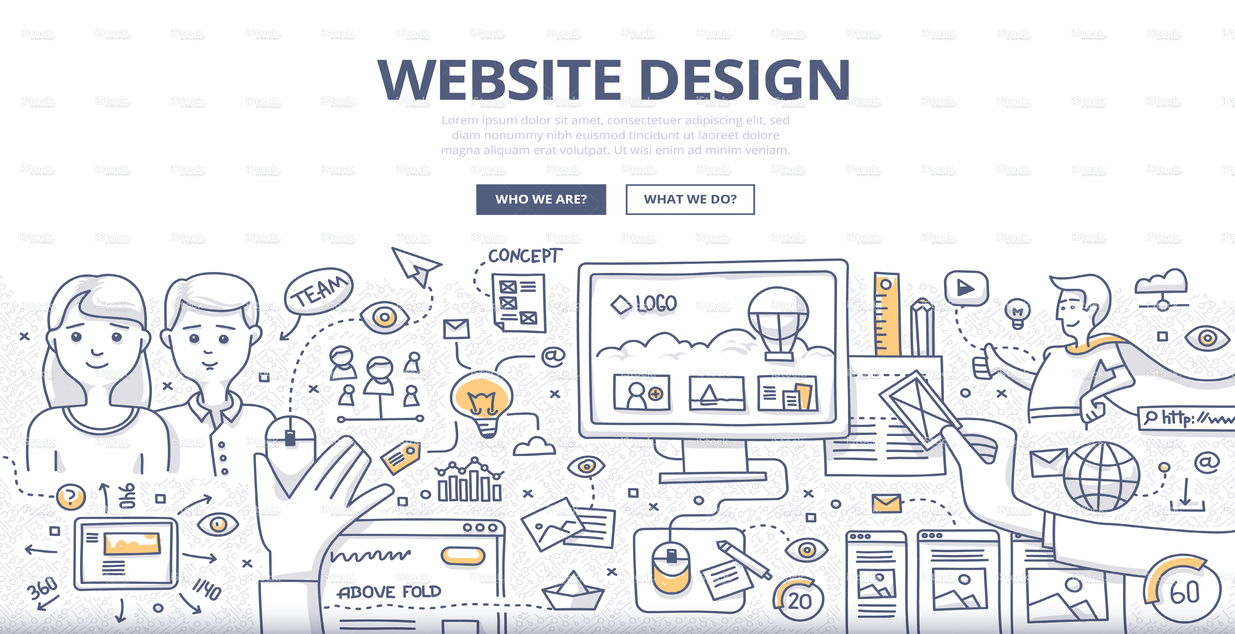 WEBSITE DESIGN
Lorem ipsum dolor sit amet, consectetuer adipiscing elit, sed
diam nonummy nibh euismod tincidunt ut laoreet dolore
magna aliquam erat volutpat. Ut wisi enim ad minim veniam.
WHO WE ARE?
WHAT WE DO?
CONCEPT
TEAM
LOGO
@
http://ww
?
640
@
360
1140
ABOVE FOLD
20
60